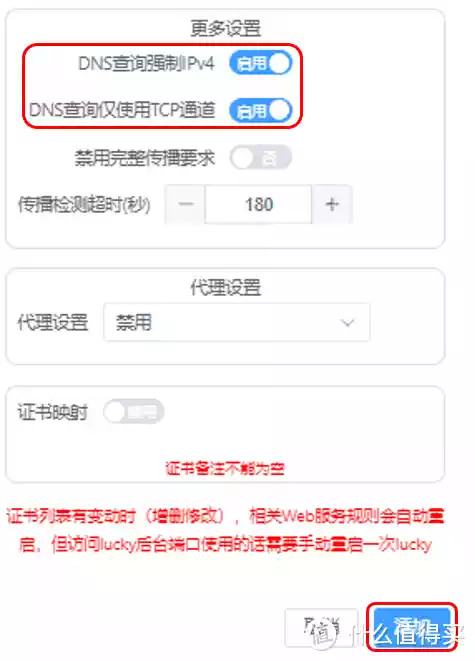 更多设置
DNS查询强制IPv4 启用
DNS查询仅使用TCP通道 启用
禁用完整传播要求 否
传播检测超时(秒) － 180 +
代理设置
代理设置 禁用
证书映射
证书备注不能为空
证书列表有变动时（增删修改），相关Web服务规则会自动重
启，但访问lucky后台端口使用的话需要手动重启一次lucky
取消 添加
值 什么值得买